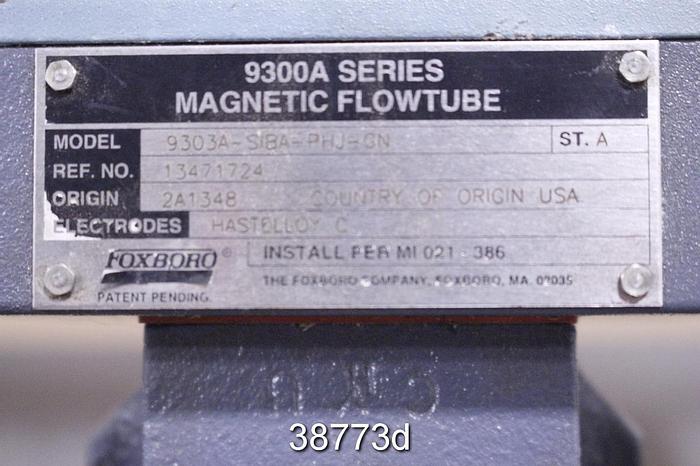 9300A SERIES
MAGNETIC FLOWTUBE
MODEL 9303A-SIBA-PHJ-GN ST. A
REF. NO. 13471724
ORIGIN 2A1348 COUNTRY OF ORIGIN USA
ELECTRODES HASTELLOY C
FOXBORO® INSTALL PER MI 021-386
PATENT PENDING. THE FOXBORO COMPANY, FOXBORO, MA. 02035
38773d